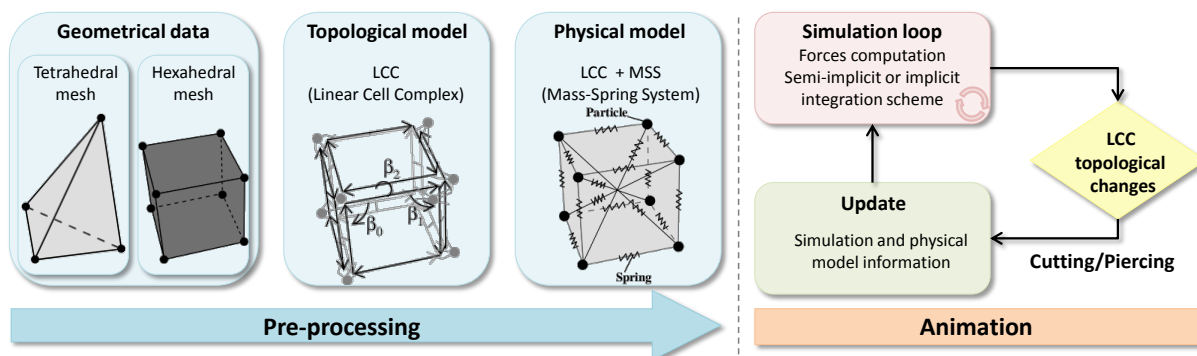 Geometrical data
Tetrahedral
mesh
Hexahedral
mesh
Topological model
LCC
(Linear Cell Complex)
β2
β1
β0
Physical model
LCC + MSS
(Mass-Spring System)
Particle
Spring
Pre-processing
Simulation loop
Forces computation
Semi-implicit or implicit
integration scheme
LCC
topological
changes
Update
Simulation and physical
model information
Cutting/Piercing
Animation